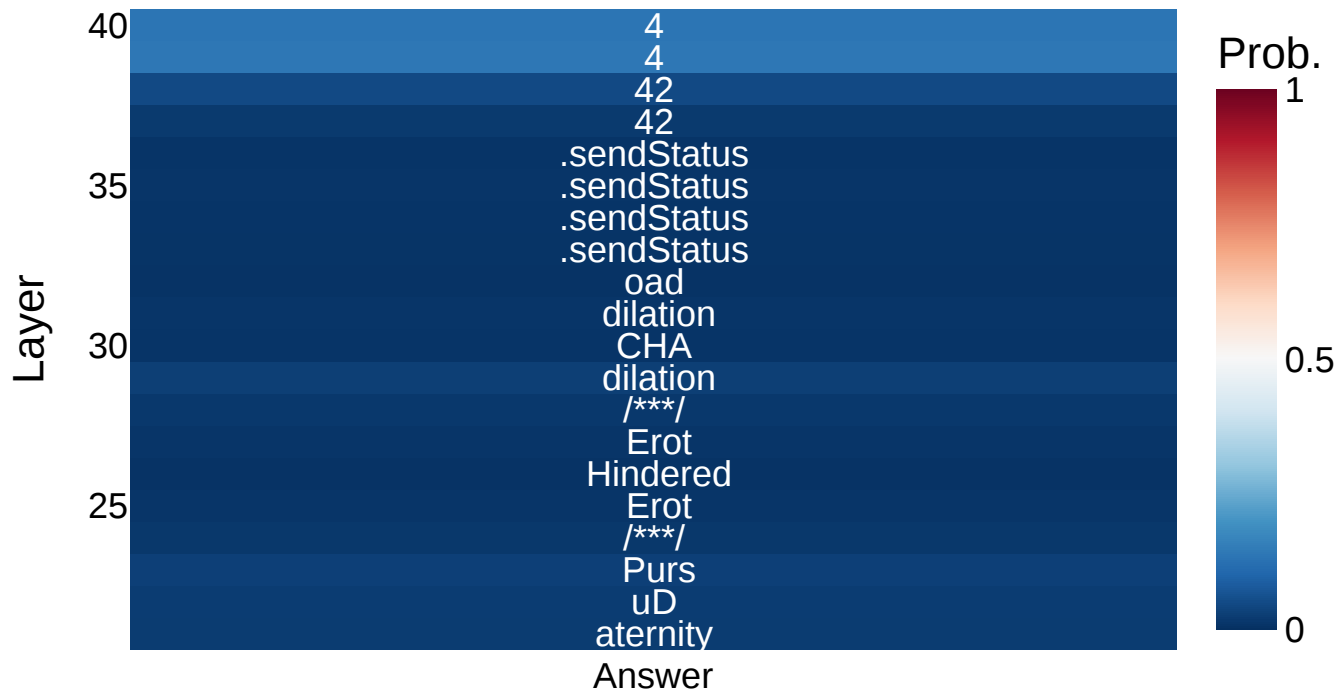 40
4
4
42
42
.sendStatus
35
.sendStatus
.sendStatus
.sendStatus
oad
dilation
30
CHA
dilation
/***/
Erot
Hindered
25
Erot
/***/
Purs
uD
aternity
Layer
Answer
Prob.
1
0.5
0